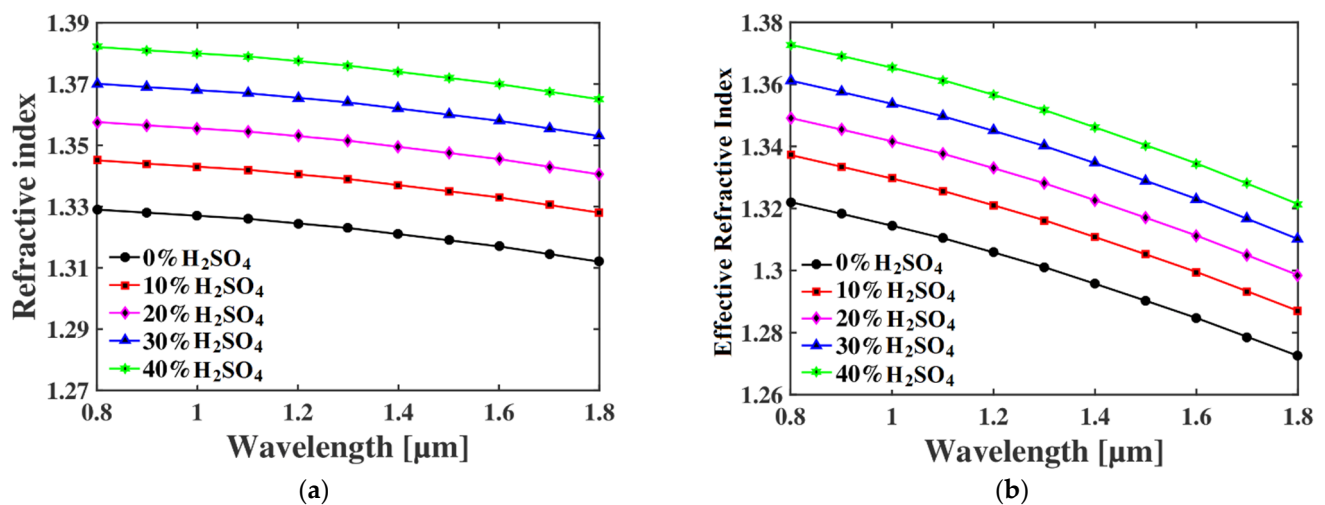 Refractive index
1.39
1.37
1.35
1.33
1.31
1.29
1.27
0% H₂SO₄
10% H₂SO₄
20% H₂SO₄
30% H₂SO₄
40% H₂SO₄
0.8 1 1.2 1.4 1.6 1.8
Wavelength [µm]
(a)
Effective Refractive Index
1.38
1.36
1.34
1.32
1.3
1.28
1.26
0% H₂SO₄
10% H₂SO₄
20% H₂SO₄
30% H₂SO₄
40% H₂SO₄
0.8 1 1.2 1.4 1.6 1.8
Wavelength [µm]
(b)